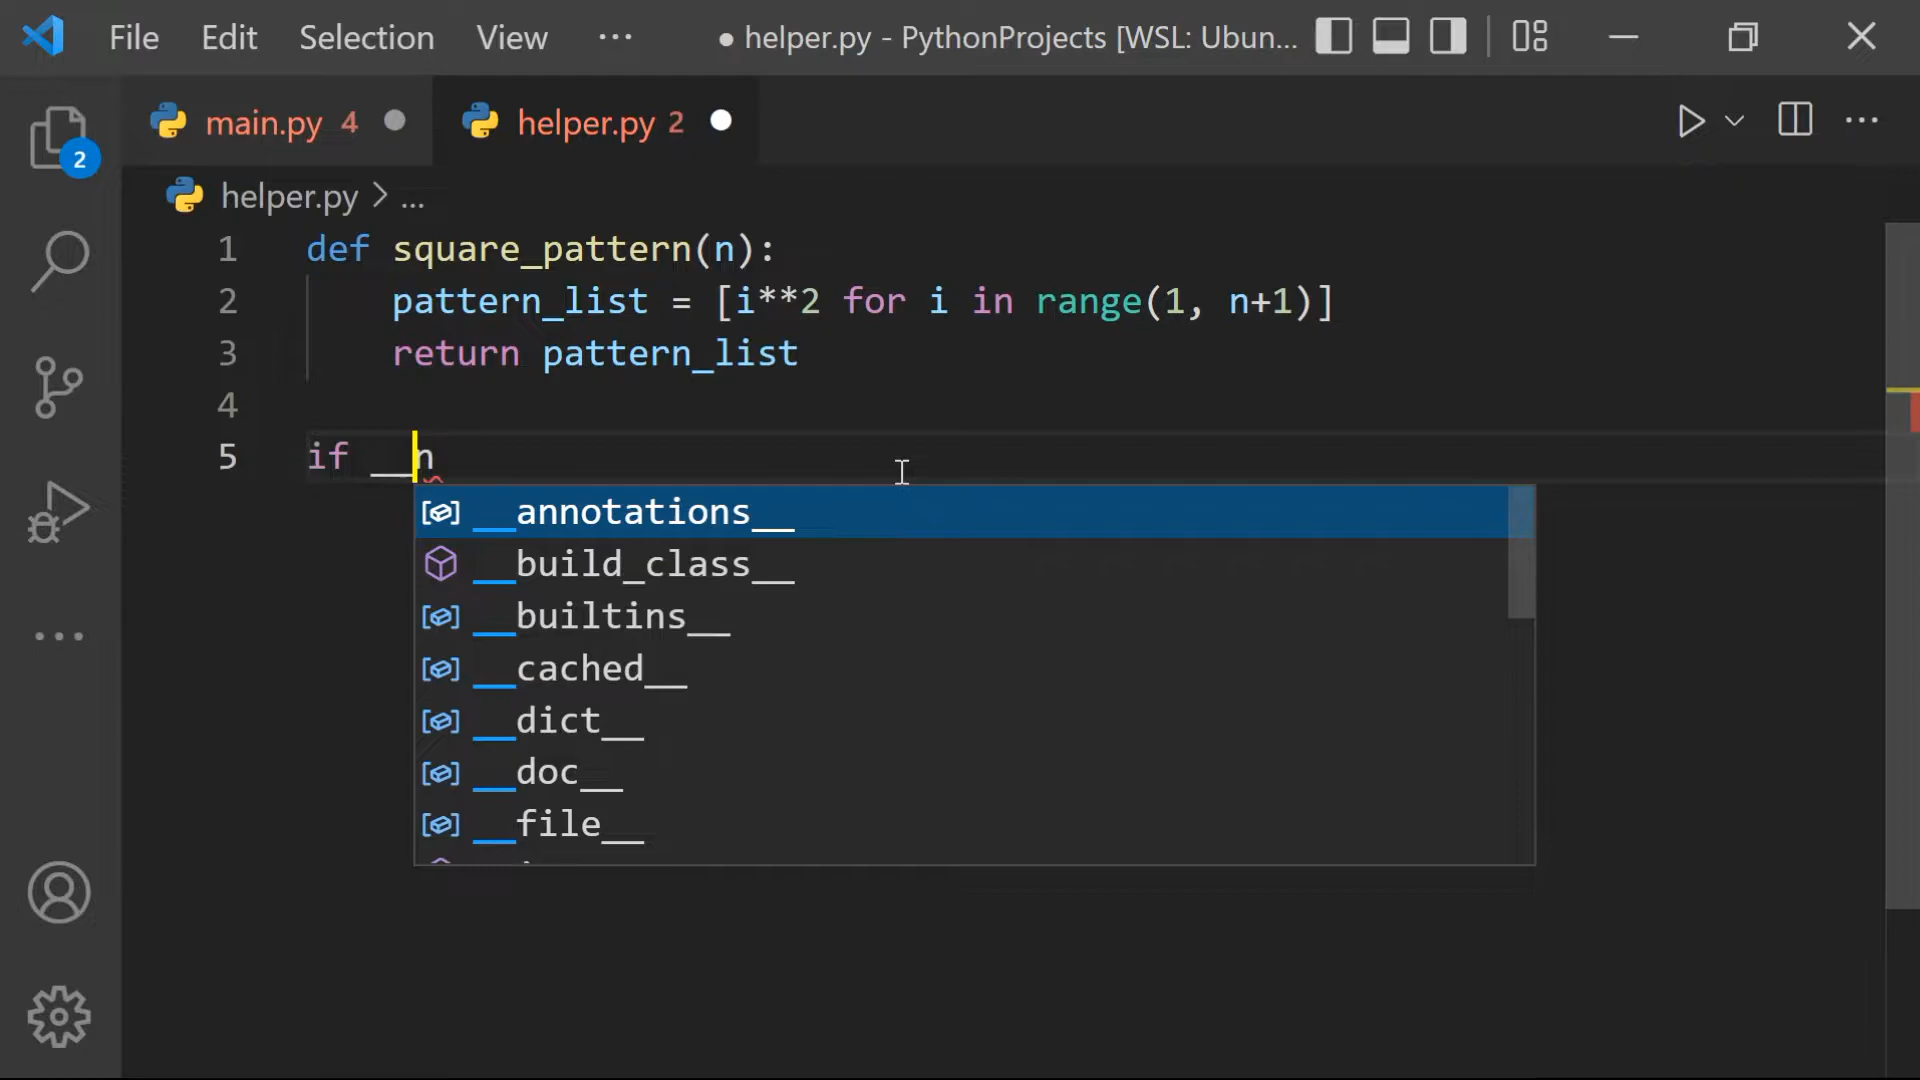 File Edit Selection View ··· ● helper.py - PythonProjects [WSL: Ubun...
main.py 4 helper.py 2
helper.py > ...
2
1 def square_pattern(n):
2 pattern_list = [i**2 for i in range(1, n+1)]
3 return pattern_list
4
5 if __n
__annotations__
__build_class__
__builtins__
__cached__
__dict__
__doc__
__file__